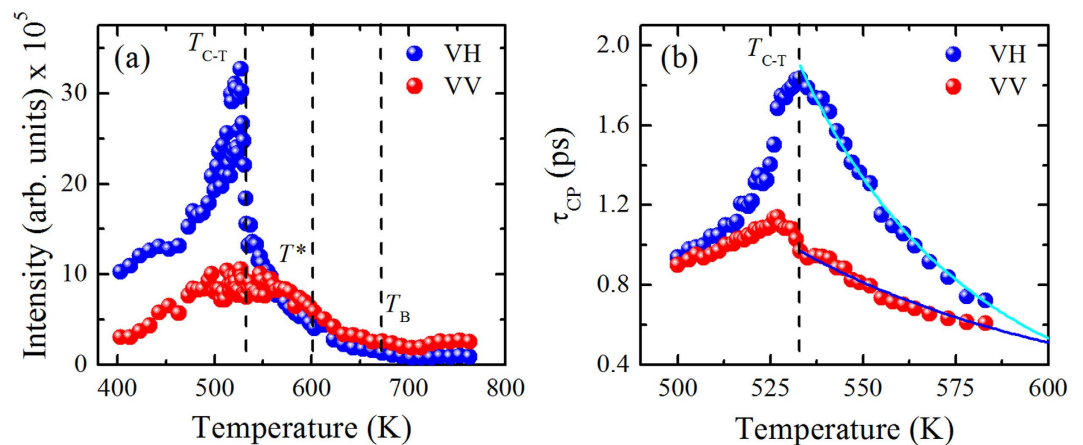 Intensity (arb. units) x 10⁵
(a)
T_C-T
VH
VV
T*
T_B
30
20
10
0
400 500 600 700 800
Temperature (K)
τ_CP (ps)
(b)
T_C-T
VH
VV
2.0
1.6
1.2
0.8
0.4
500 525 550 575 600
Temperature (K)